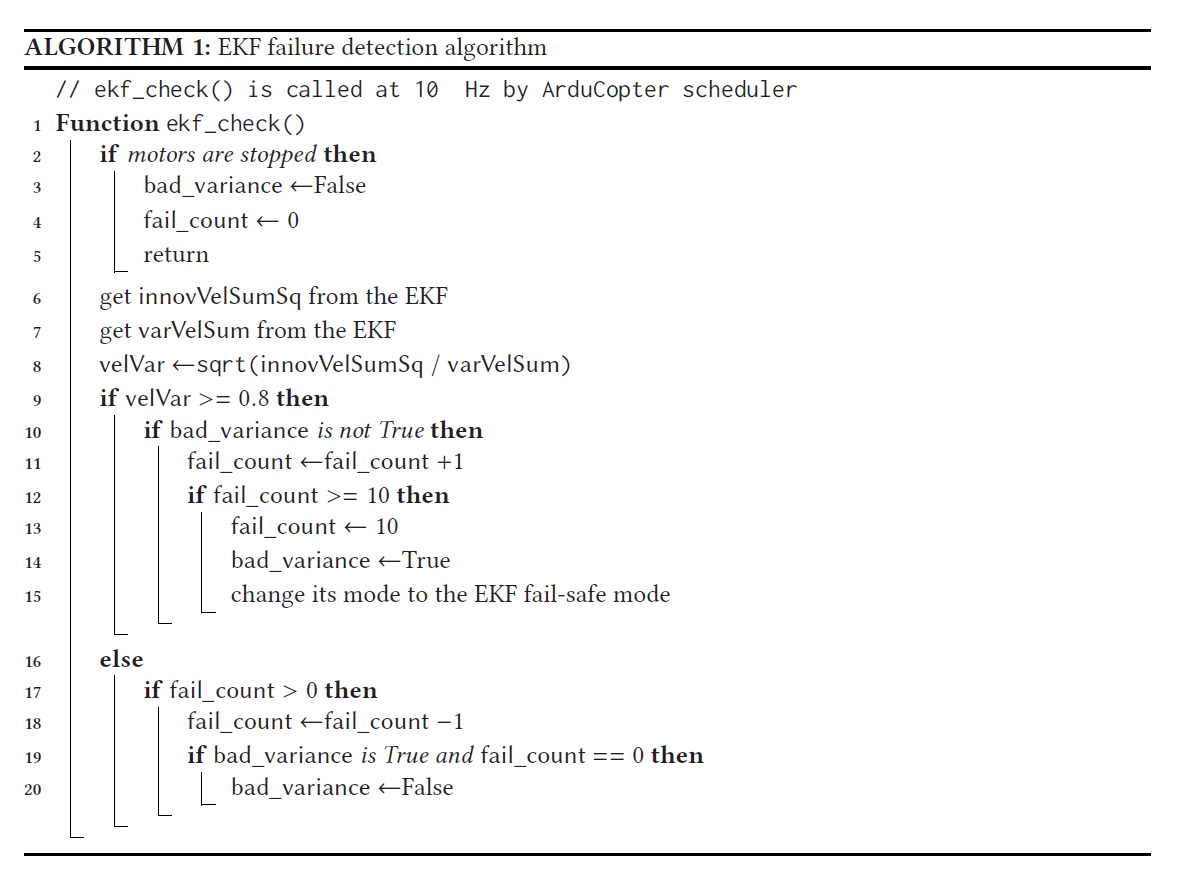 ALGORITHM 1: EKF failure detection algorithm
// ekf_check() is called at 10 Hz by ArduCopter scheduler
1 Function ekf_check()
2 if motors are stopped then
3 bad_variance ←False
4 fail_count ← 0
5 return
6 get innovVelSumSq from the EKF
7 get varVelSum from the EKF
8 velVar ←sqrt(innovVelSumSq / varVelSum)
9 if velVar >= 0.8 then
10 if bad_variance is not True then
11 fail_count ←fail_count +1
12 if fail_count >= 10 then
13 fail_count ← 10
14 bad_variance ←True
15 change its mode to the EKF fail-safe mode
16 else
17 if fail_count > 0 then
18 fail_count ←fail_count −1
19 if bad_variance is True and fail_count == 0 then
20 bad_variance ←False